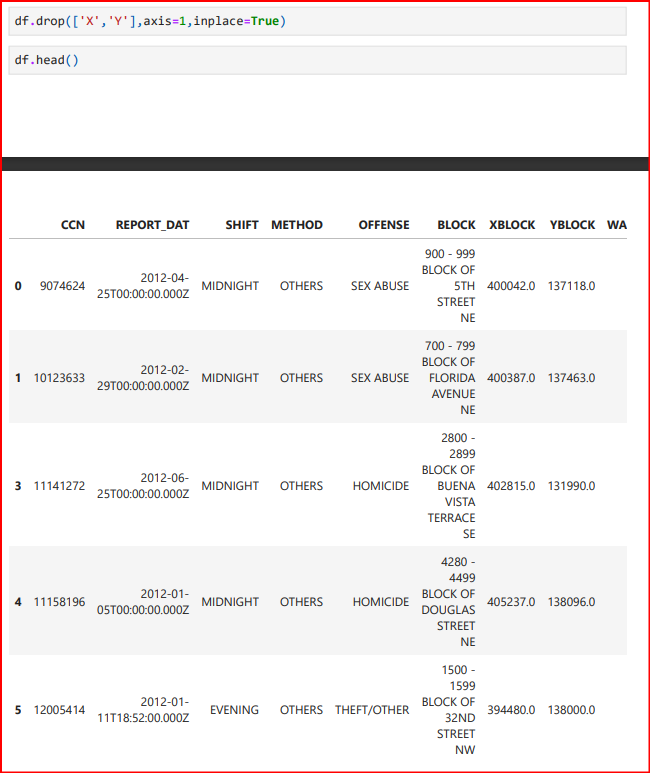 df.drop(['X','Y'],axis=1,inplace=True)
df.head()
CCN REPORT_DAT SHIFT METHOD OFFENSE BLOCK XBLOCK YBLOCK WA
900 - 999
BLOCK OF
0 9074624 2012-04-25T00:00:00.000Z MIDNIGHT OTHERS SEX ABUSE 5TH 400042.0 137118.0
STREET
NE
700 - 799
BLOCK OF
1 10123633 2012-02-29T00:00:00.000Z MIDNIGHT OTHERS SEX ABUSE FLORIDA 400387.0 137463.0
AVENUE
NE
2800 -
2899
BLOCK OF
3 11141272 2012-06-25T00:00:00.000Z MIDNIGHT OTHERS HOMICIDE BUENA 402815.0 131990.0
VISTA
TERRACE
SE
4280 -
4499
BLOCK OF
4 11158196 2012-01-05T00:00:00.000Z MIDNIGHT OTHERS HOMICIDE DOUGLAS 405237.0 138096.0
STREET
NE
1500 -
1599
BLOCK OF
5 12005414 2012-01-11T18:52:00.000Z EVENING OTHERS THEFT/OTHER 32ND 394480.0 138000.0
STREET
NW